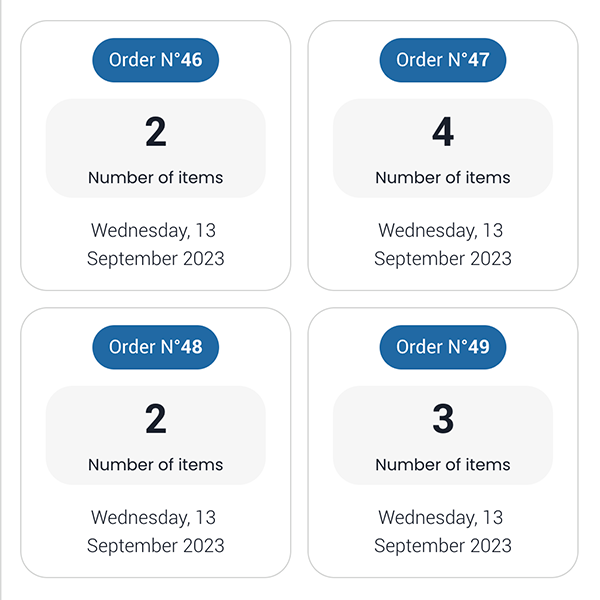 Order N°46
2
Number of items
Wednesday, 13
September 2023
Order N°47
4
Number of items
Wednesday, 13
September 2023
Order N°48
2
Number of items
Wednesday, 13
September 2023
Order N°49
3
Number of items
Wednesday, 13
September 2023